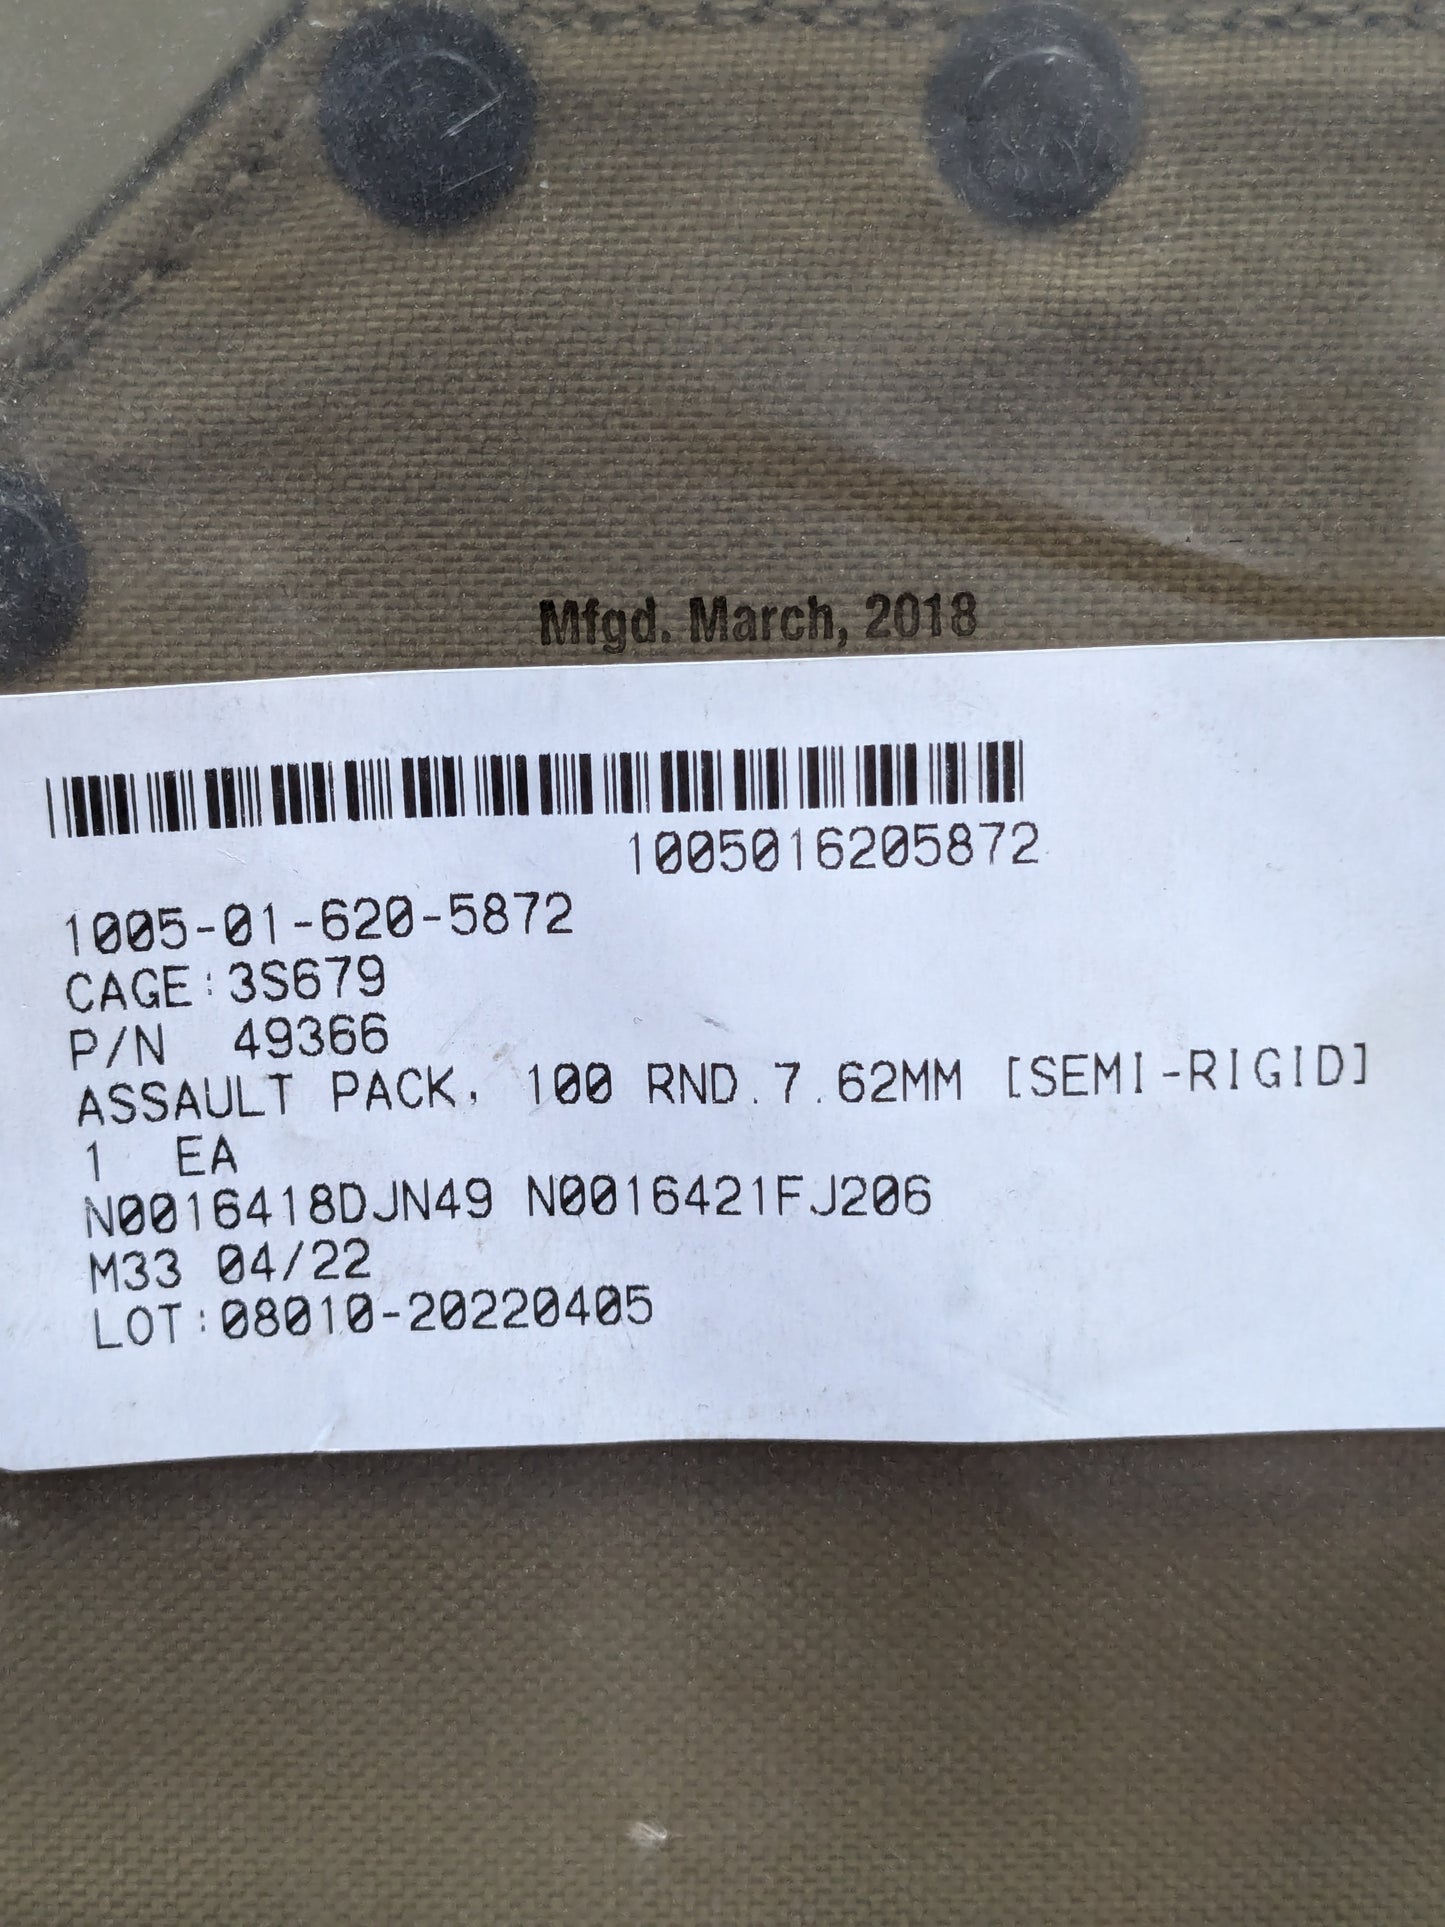 Mfgd. March, 2018
1005016205872
1005-01-620-5872
CAGE:3S679
P/N 49366
ASSAULT PACK, 100 RND.7.62MM [SEMI-RIGID]
1 EA
N0016418DJN49 N0016421FJ206
M33 04/22
LOT:08010-20220405